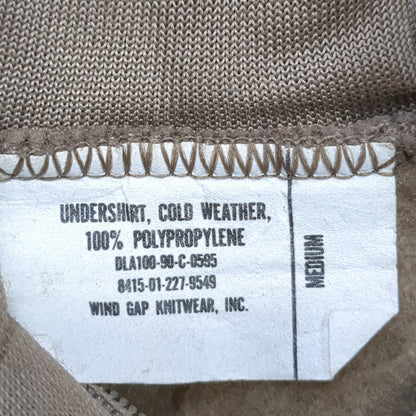 UNDERSHIRT, COLD WEATHER,
100% POLYPROPYLENE
DLA100-90-C-0595
8415-01-227-9549
WIND GAP KNITWEAR, INC.
MEDIUM